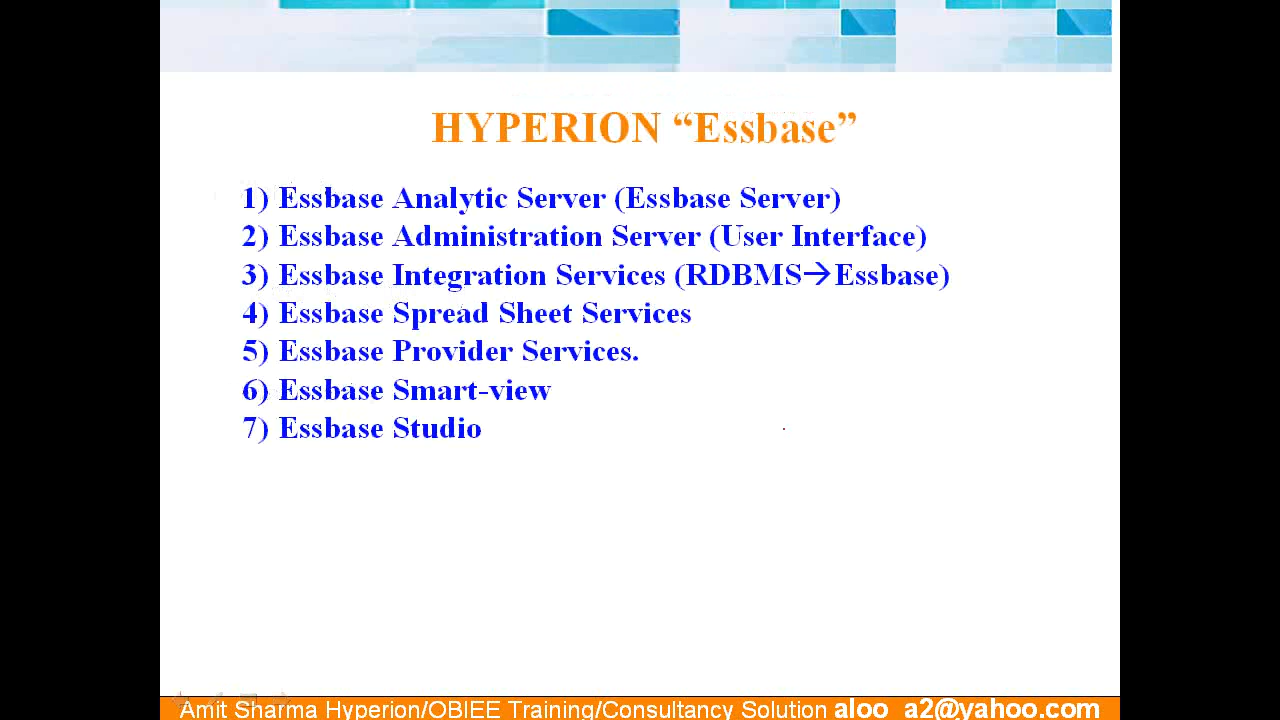 HYPERION “Essbase”
1) Essbase Analytic Server (Essbase Server)
2) Essbase Administration Server (User Interface)
3) Essbase Integration Services (RDBMS→Essbase)
4) Essbase Spread Sheet Services
5) Essbase Provider Services.
6) Essbase Smart-view
7) Essbase Studio
Amit Sharma Hyperion/OBIEE Training/Consultancy Solution aloo_a2@yahoo.com